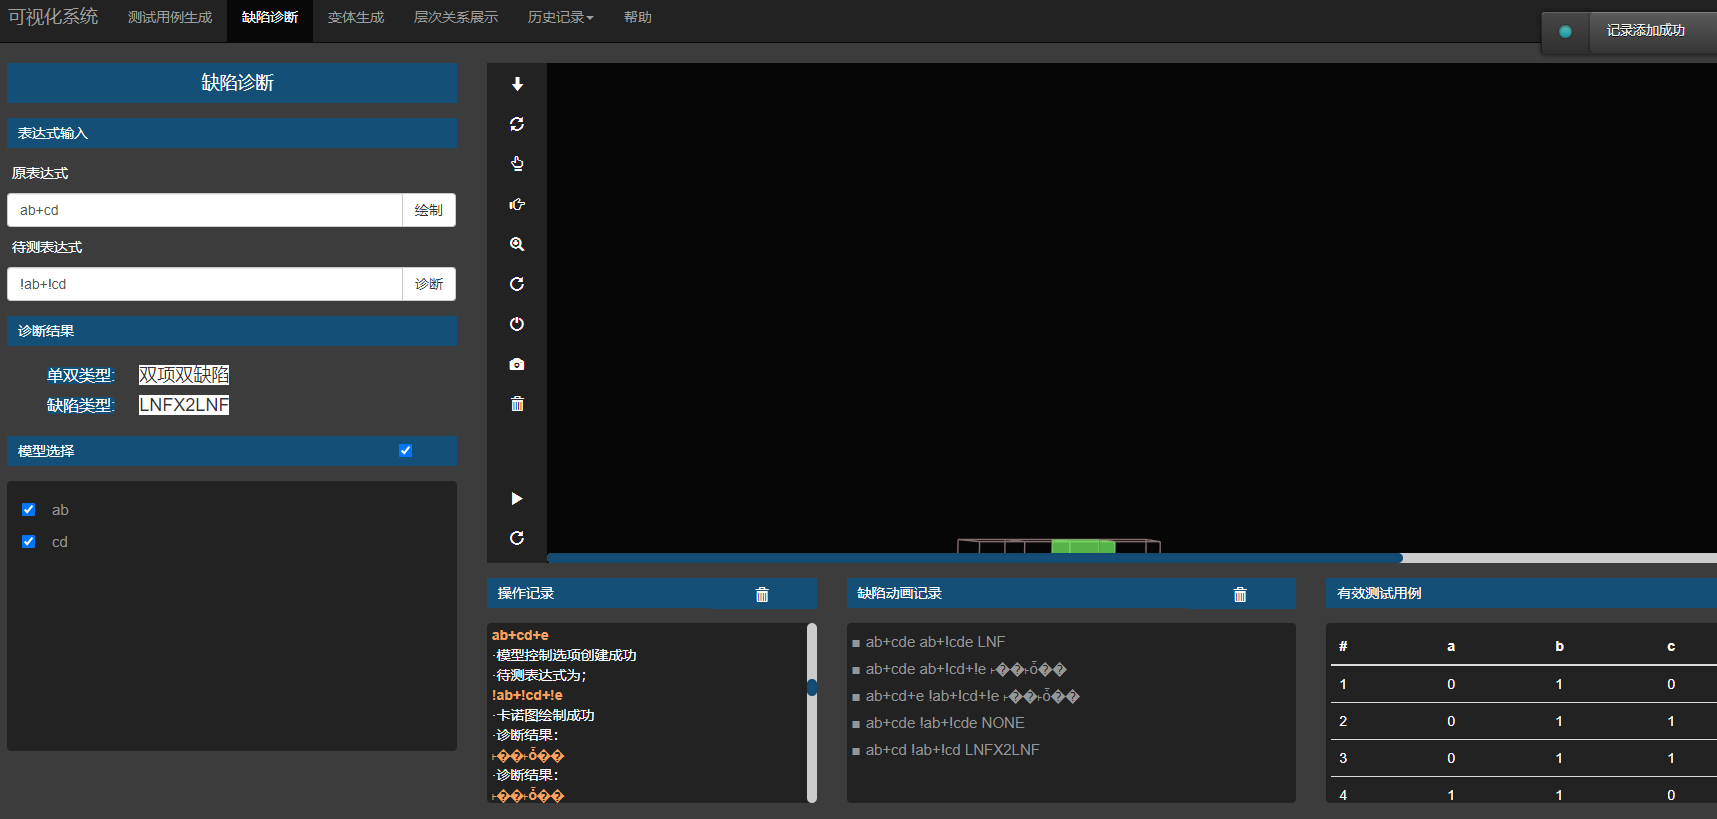 可视化系统 测试用例生成 缺陷诊断 变体生成 层次关系展示 历史记录 帮助
记录添加成功
缺陷诊断
表达式输入
原表达式
ab+cd 绘制
待测表达式
!ab+!cd 诊断
诊断结果
单双类型: 双项双缺陷
缺陷类型: LNFX2LNF
模型选择
ab
cd
操作记录
ab+cd+e
·模型控制选项创建成功
·待测表达式为;
!ab+!cd+!e
·卡诺图绘制成功
·诊断结果:
·诊断结果:
缺陷动画记录
ab+cde ab+!cde LNF
ab+cde ab+!cd+!e
ab+cd+e !ab+!cd+!e
ab+cde !ab+!cde NONE
ab+cd !ab+!cd LNFX2LNF
有效测试用例
# a b c
1 0 1 0
2 0 1 1
3 0 1 1
4 1 1 0